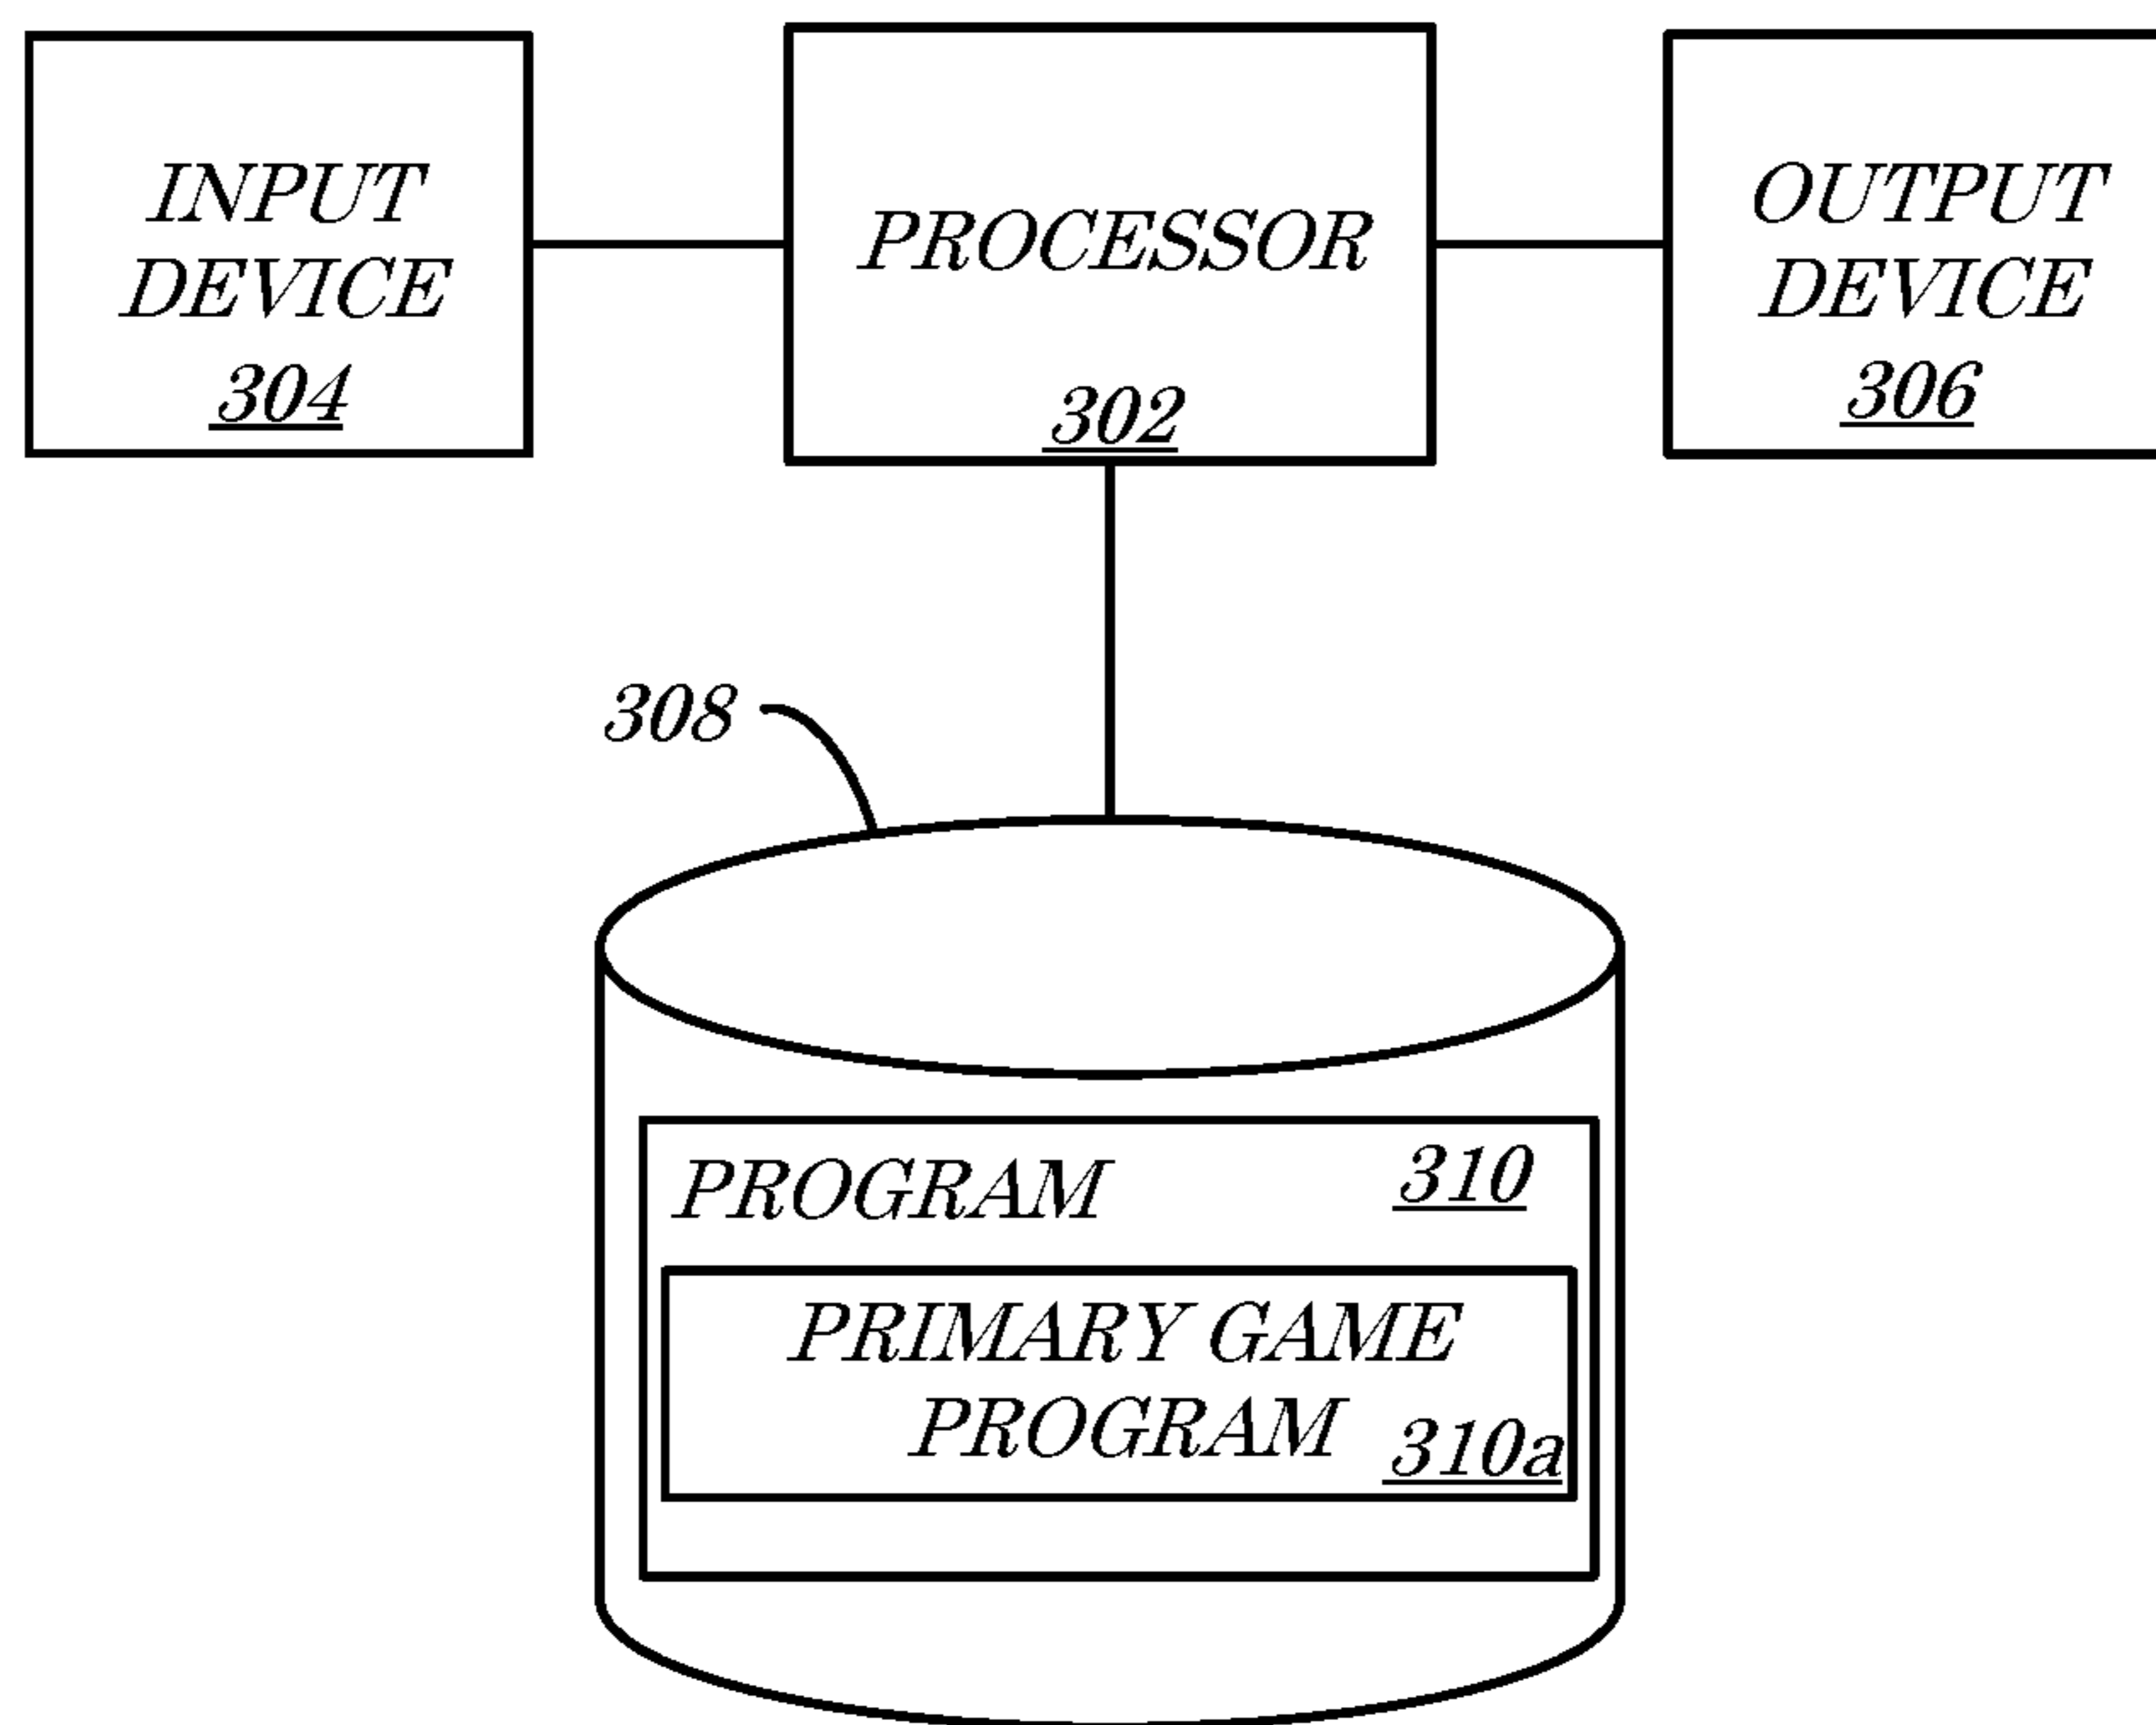 INPUT
DEVICE
304
PROCESSOR
302
OUTPUT
DEVICE
306
308
PROGRAM 310
PRIMARY GAME
PROGRAM 310a